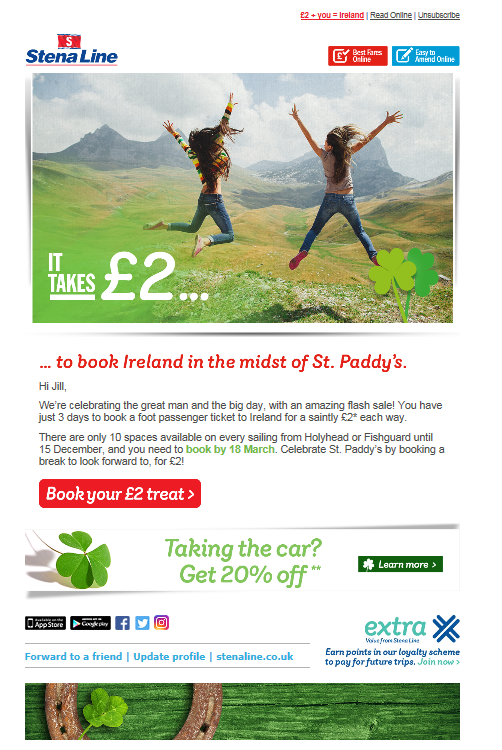 £2 + you = Ireland | Read Online | Unsubscribe
S
Stena Line
£ Best Fares
Online
Easy to
Amend Online
IT
TAKES £2...
... to book Ireland in the midst of St. Paddy's.
Hi Jill,
We're celebrating the great man and the big day, with an amazing flash sale! You have
just 3 days to book a foot passenger ticket to Ireland for a saintly £2* each way.
There are only 10 spaces available on every sailing from Holyhead or Fishguard until
15 December, and you need to book by 18 March. Celebrate St. Paddy's by booking a
break to look forward to, for £2!
Book your £2 treat >
Taking the car?
Get 20% off **
Learn more >
Available on the
App Store
Google play
extra
Value from Stena Line
Earn points in our loyalty scheme
to pay for future trips. Join now >
Forward to a friend | Update profile | stenaline.co.uk